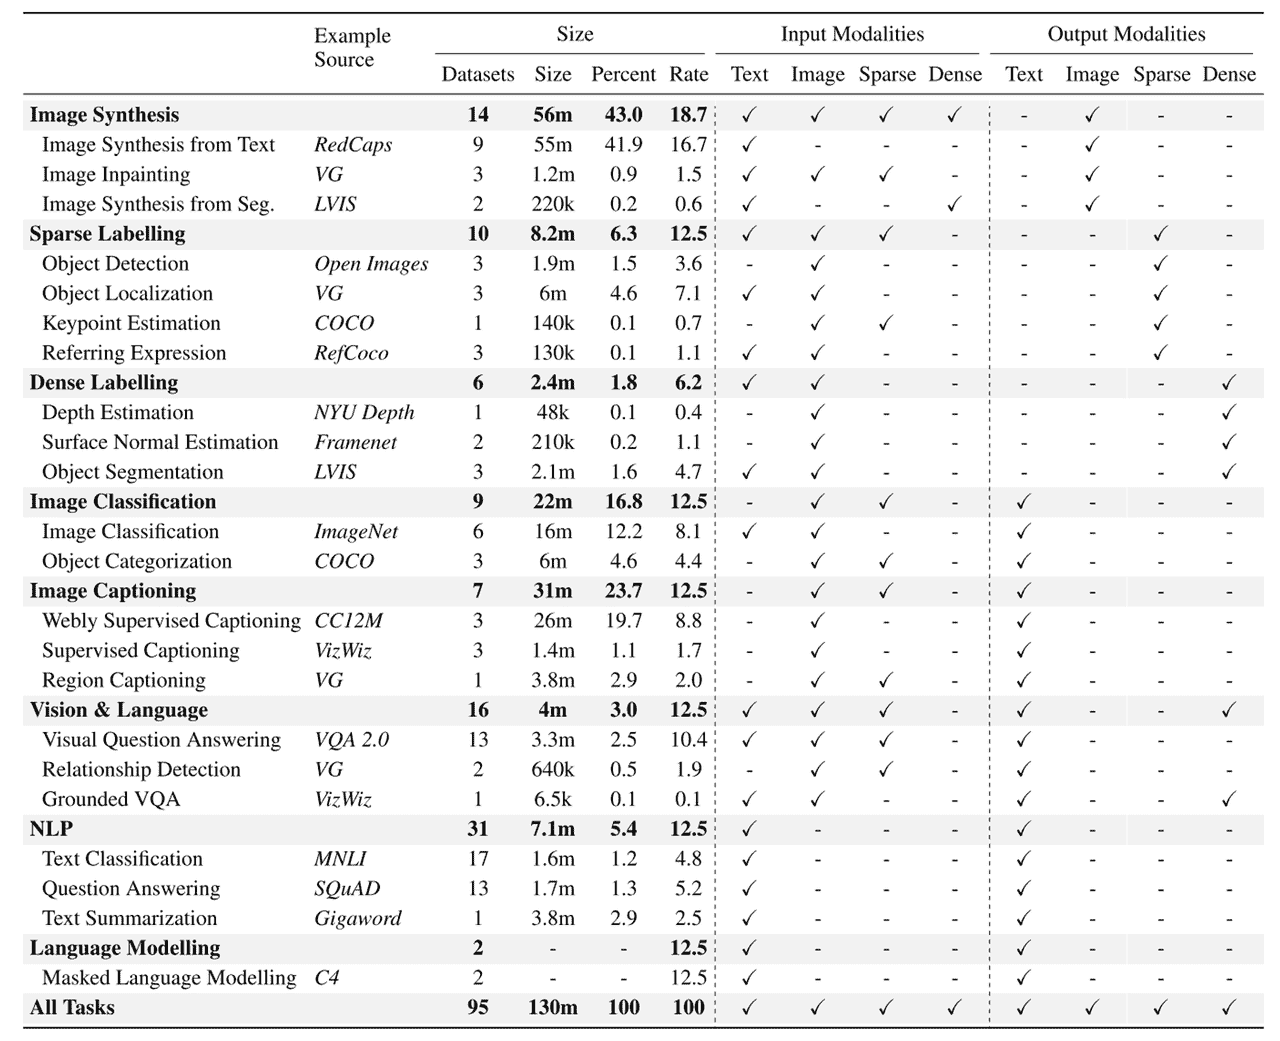 Example Source Size Input Modalities Output Modalities
Datasets Size Percent Rate Text Image Sparse Dense Text Image Sparse Dense
Image Synthesis 14 56m 43.0 18.7 ✓ ✓ ✓ ✓ - ✓ - -
Image Synthesis from Text RedCaps 9 55m 41.9 16.7 ✓ - - - - ✓ - -
Image Inpainting VG 3 1.2m 0.9 1.5 ✓ ✓ ✓ - - ✓ - -
Image Synthesis from Seg. LVIS 2 220k 0.2 0.6 ✓ - - ✓ - ✓ - -
Sparse Labelling 10 8.2m 6.3 12.5 ✓ ✓ ✓ - - - ✓ -
Object Detection Open Images 3 1.9m 1.5 3.6 - ✓ - - - - ✓ -
Object Localization VG 3 6m 4.6 7.1 ✓ ✓ - - - - ✓ -
Keypoint Estimation COCO 1 140k 0.1 0.7 - ✓ ✓ - - - ✓ -
Referring Expression RefCoco 3 130k 0.1 1.1 ✓ ✓ - - - - ✓ -
Dense Labelling 6 2.4m 1.8 6.2 ✓ ✓ - - - - - ✓
Depth Estimation NYU Depth 1 48k 0.1 0.4 - ✓ - - - - - ✓
Surface Normal Estimation Framenet 2 210k 0.2 1.1 - ✓ - - - - - ✓
Object Segmentation LVIS 3 2.1m 1.6 4.7 ✓ ✓ - - - - - ✓
Image Classification 9 22m 16.8 12.5 - ✓ ✓ - ✓ - - -
Image Classification ImageNet 6 16m 12.2 8.1 ✓ ✓ - - ✓ - - -
Object Categorization COCO 3 6m 4.6 4.4 - ✓ ✓ - ✓ - - -
Image Captioning 7 31m 23.7 12.5 - ✓ ✓ - ✓ - - -
Webly Supervised Captioning CC12M 3 26m 19.7 8.8 - ✓ - - ✓ - - -
Supervised Captioning VizWiz 3 1.4m 1.1 1.7 - ✓ - - ✓ - - -
Region Captioning VG 1 3.8m 2.9 2.0 - ✓ ✓ - ✓ - - -
Vision & Language 16 4m 3.0 12.5 ✓ ✓ ✓ - ✓ - - ✓
Visual Question Answering VQA 2.0 13 3.3m 2.5 10.4 ✓ ✓ ✓ - ✓ - - -
Relationship Detection VG 2 640k 0.5 1.9 - ✓ ✓ - ✓ - - -
Grounded VQA VizWiz 1 6.5k 0.1 0.1 ✓ ✓ - - ✓ - - ✓
NLP 31 7.1m 5.4 12.5 ✓ - - - ✓ - - -
Text Classification MNLI 17 1.6m 1.2 4.8 ✓ - - - ✓ - - -
Question Answering SQuAD 13 1.7m 1.3 5.2 ✓ - - - ✓ - - -
Text Summarization Gigaword 1 3.8m 2.9 2.5 ✓ - - - ✓ - - -
Language Modelling 2 - - 12.5 ✓ - - - ✓ - - -
Masked Language Modelling C4 2 - - 12.5 ✓ - - - ✓ - - -
All Tasks 95 130m 100 100 ✓ ✓ ✓ ✓ ✓ ✓ ✓ ✓